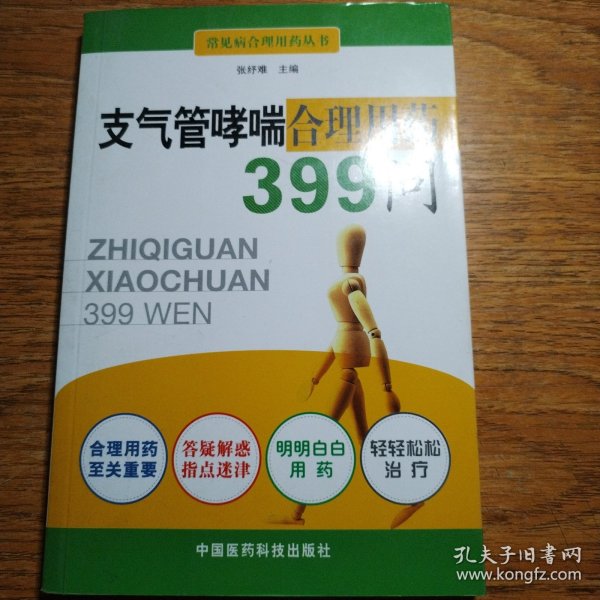 常见病合理用药丛书
张纾难 主编
支气管哮喘合理用药
399问
ZHIQIGUAN
XIAOCHUAN
399 WEN
合理用药
至关重要
答疑解惑
指点迷津
明明白白
用药
轻轻松松
治疗
中国医药科技出版社
孔夫子旧书网
www.kongfz.com